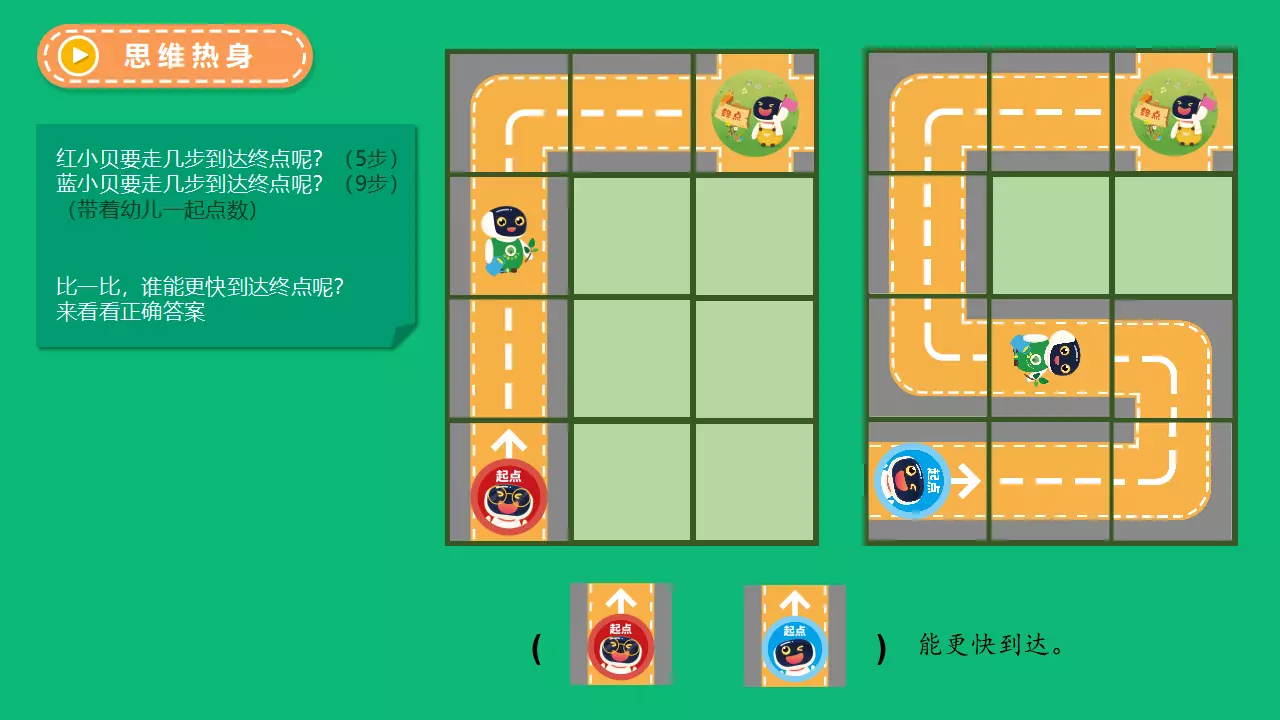 思维热身
红小贝要走几步到达终点呢？（5步）
蓝小贝要走几步到达终点呢？（9步）
（带着幼儿一起点数）
比一比，谁能更快到达终点呢？
来看看正确答案
终点
终点
起点
起点
( 起点 起点 ) 能更快到达。